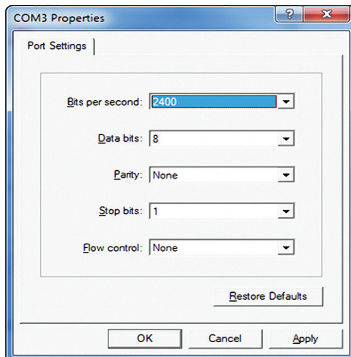 COM3 Properties
Port Settings
Bits per second: 2400
Data bits: 8
Parity: None
Stop bits: 1
Flow control: None
Restore Defaults
OK Cancel Apply